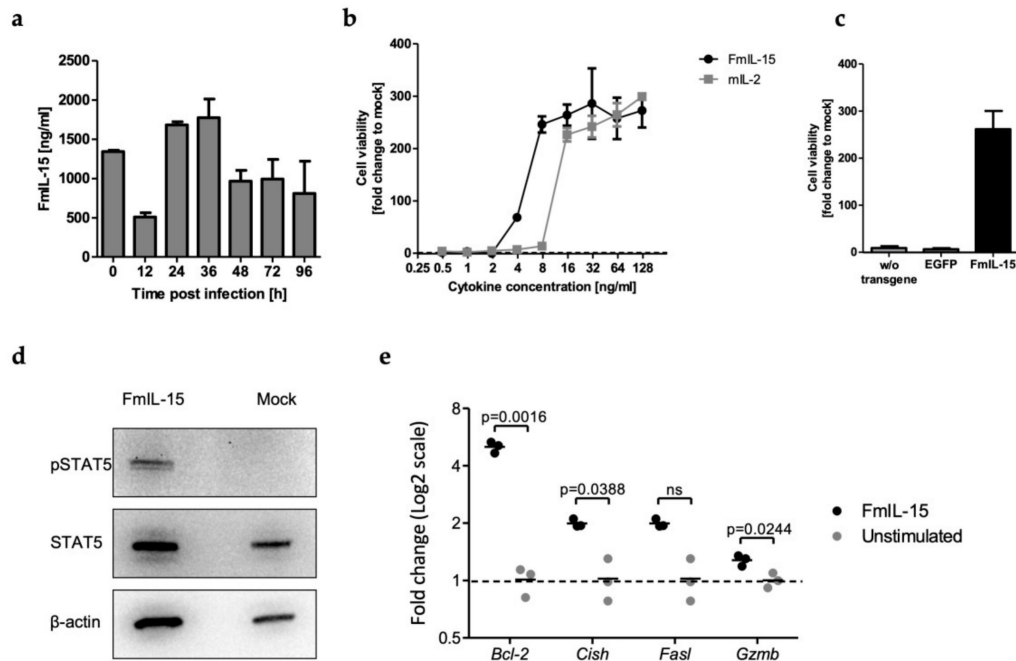 a
FmIL-15 [ng/ml]
2500
2000
1500
1000
500
0
0 12 24 36 48 72 96
Time post infection [h]
b
Cell viability
[fold change to mock]
400
300
200
100
0
0.25 0.5 1 2 4 8 16 32 64 128
Cytokine concentration [ng/ml]
FmIL-15
mIL-2
c
Cell viability
[fold change to mock]
400
300
200
100
0
w/o
transgene
EGFP
FmIL-15
d
FmIL-15 Mock
pSTAT5
STAT5
β-actin
e
Fold change (Log2 scale)
8
4
2
1
0.5
p=0.0016
p=0.0388
ns
p=0.0244
Bcl-2 Cish Fasl Gzmb
FmIL-15
Unstimulated